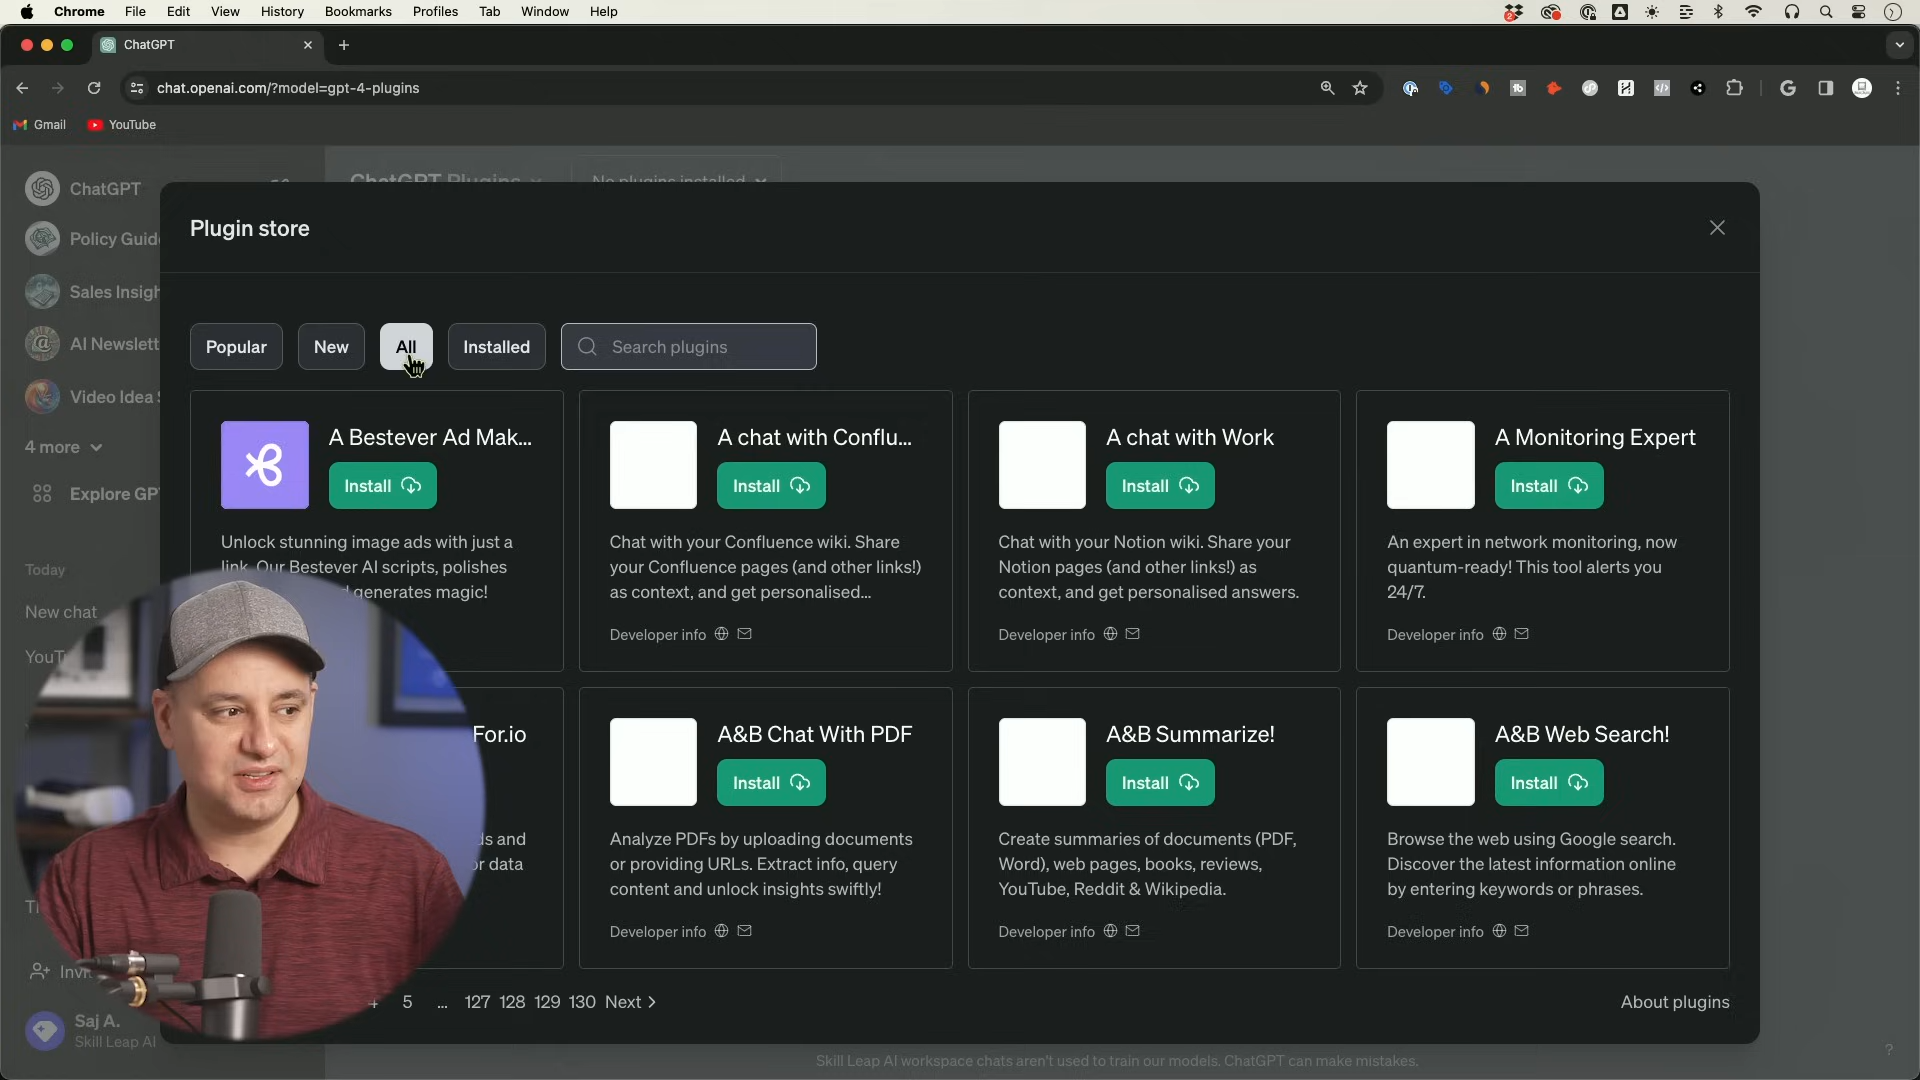 Chrome File Edit View History Bookmarks Profiles Tab Window Help
ChatGPT
chat.openai.com/?model=gpt-4-plugins
Gmail YouTube
ChatGPT
Policy Guid
Sales Insigh
AI Newslett
Video Idea S
4 more
Explore GP
Today
New chat
YouT
Invi
Saj A.
Skill Leap AI
ChatGPT Plugins
No plugins installed
Plugin store
Popular New All Installed Search plugins
A Bestever Ad Mak...
Install
Unlock stunning image ads with just a
link. Our Bestever AI scripts, polishes
generates magic!
A chat with Conflu...
Install
Chat with your Confluence wiki. Share
your Confluence pages (and other links!)
as context, and get personalised...
Developer info
A chat with Work
Install
Chat with your Notion wiki. Share your
Notion pages (and other links!) as
context, and get personalised answers.
Developer info
A Monitoring Expert
Install
An expert in network monitoring, now
quantum-ready! This tool alerts you
24/7.
Developer info
For.io
ds and
or data
A&B Chat With PDF
Install
Analyze PDFs by uploading documents
or providing URLs. Extract info, query
content and unlock insights swiftly!
Developer info
A&B Summarize!
Install
Create summaries of documents (PDF,
Word), web pages, books, reviews,
YouTube, Reddit & Wikipedia.
Developer info
A&B Web Search!
Install
Browse the web using Google search.
Discover the latest information online
by entering keywords or phrases.
Developer info
5 ... 127 128 129 130 Next
About plugins
Skill Leap AI workspace chats aren't used to train our models. ChatGPT can make mistakes.
?